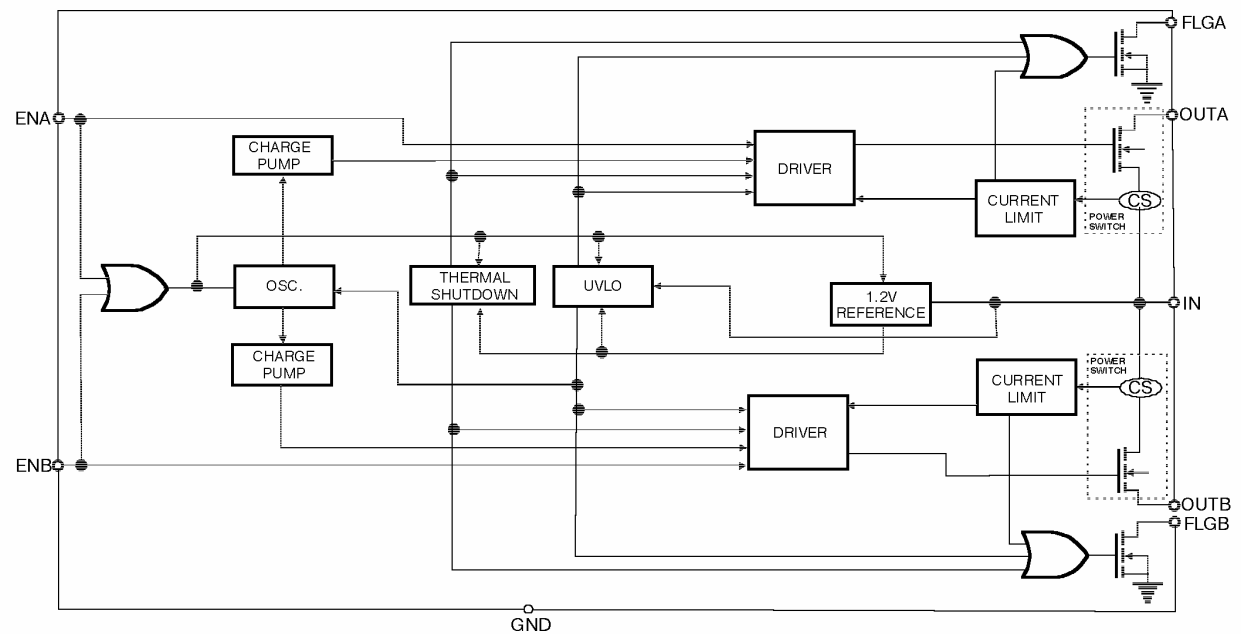 FLGA
ENA
OUTA
CHARGE
PUMP
DRIVER
CURRENT
LIMIT
CS
POWER
SWITCH
OSC.
THERMAL
SHUTDOWN
UVLO
1.2V
REFERENCE
IN
CHARGE
PUMP
CURRENT
LIMIT
POWER
SWITCH
CS
DRIVER
ENB
OUTB
FLGB
GND